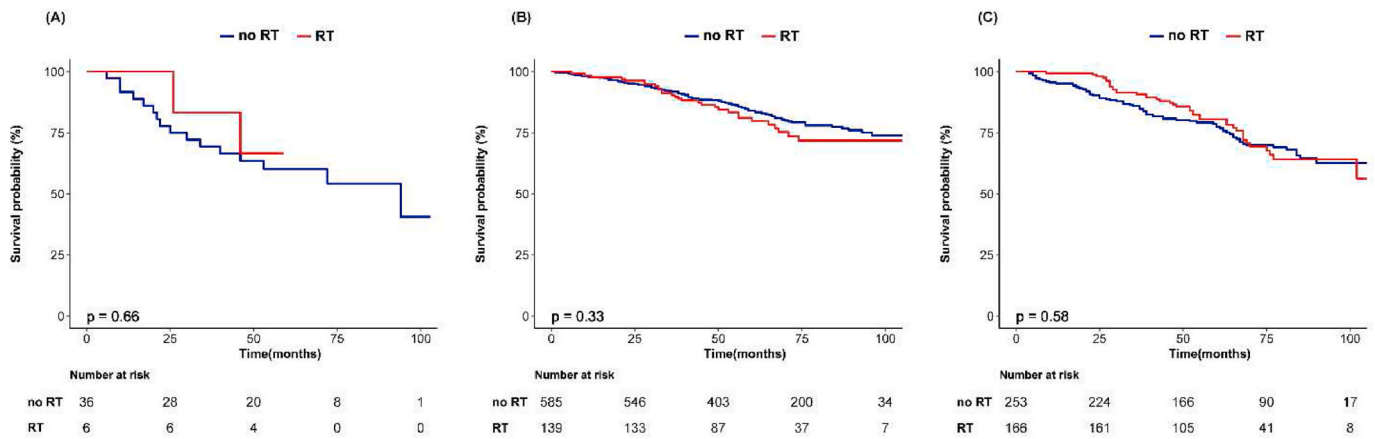 (A)
no RT RT
Survival probability (%)
100
75
50
25
0
p = 0.66
0 25 50 75 100
Time(months)
Number at risk
no RT 36 28 20 8 1
RT 6 6 4 0 0
(B)
no RT RT
Survival probability (%)
100
75
50
25
0
p = 0.33
0 25 50 75 100
Time(months)
Number at risk
no RT 585 546 403 200 34
RT 139 133 87 37 7
(C)
no RT RT
Survival probability (%)
100
75
50
25
0
p = 0.58
0 25 50 75 100
Time(months)
Number at risk
no RT 253 224 166 90 17
RT 166 161 105 41 8